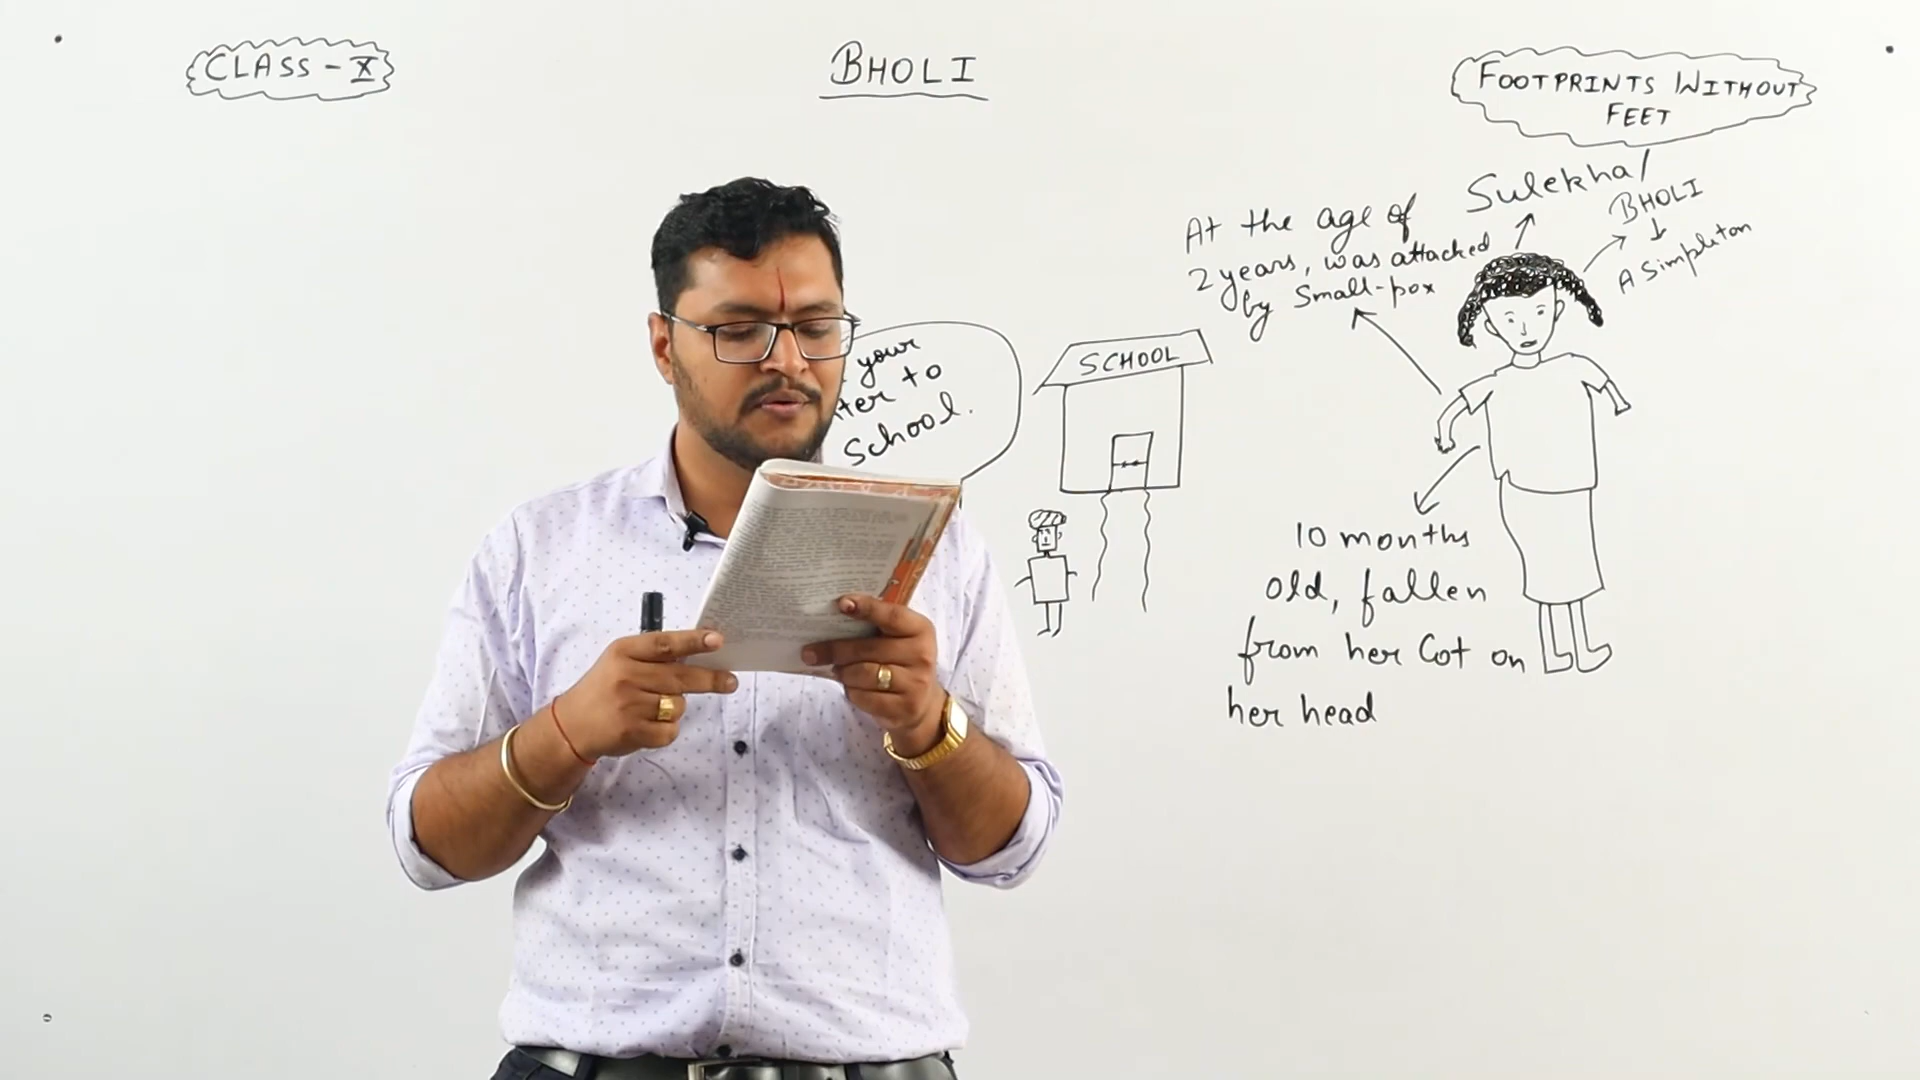 CLASS - X
BHOLI
FOOTPRINTS WITHOUT
FEET
Sulekha/
BHOLI
A Simpleton
At the age of
2 years, was attacked
by Small-pox
your
to
School.
SCHOOL
10 months
old, fallen
from her Cot on
her head